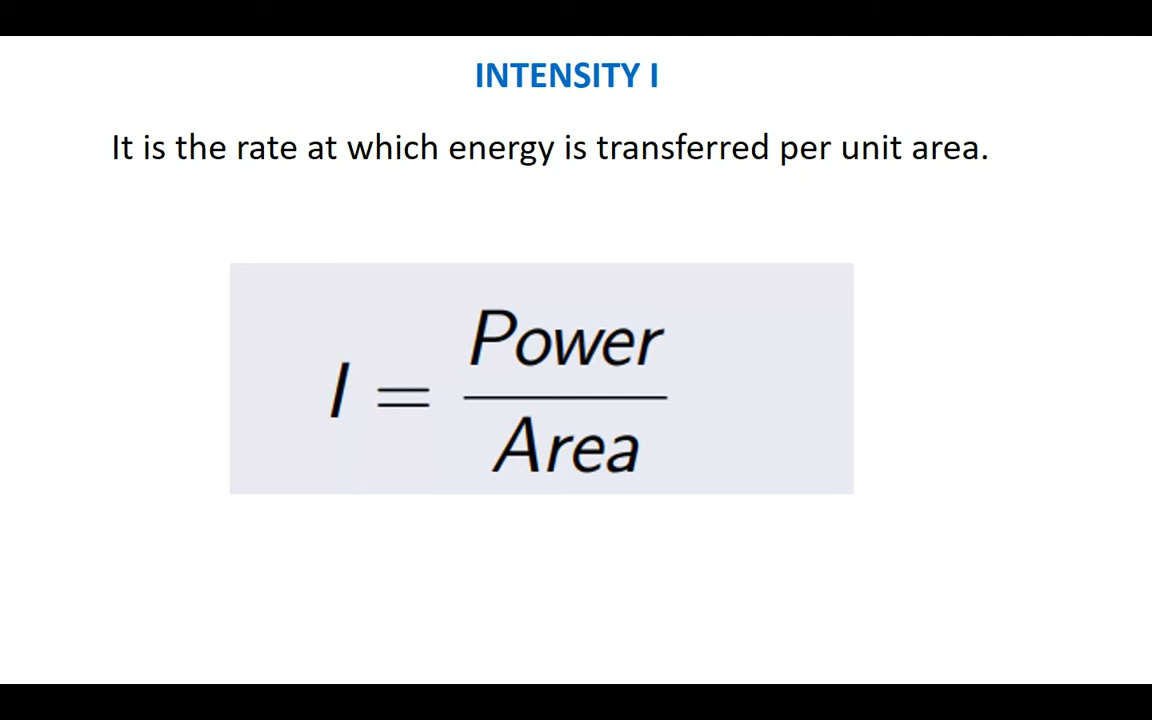 INTENSITY I
It is the rate at which energy is transferred per unit area.
I = Power
Area